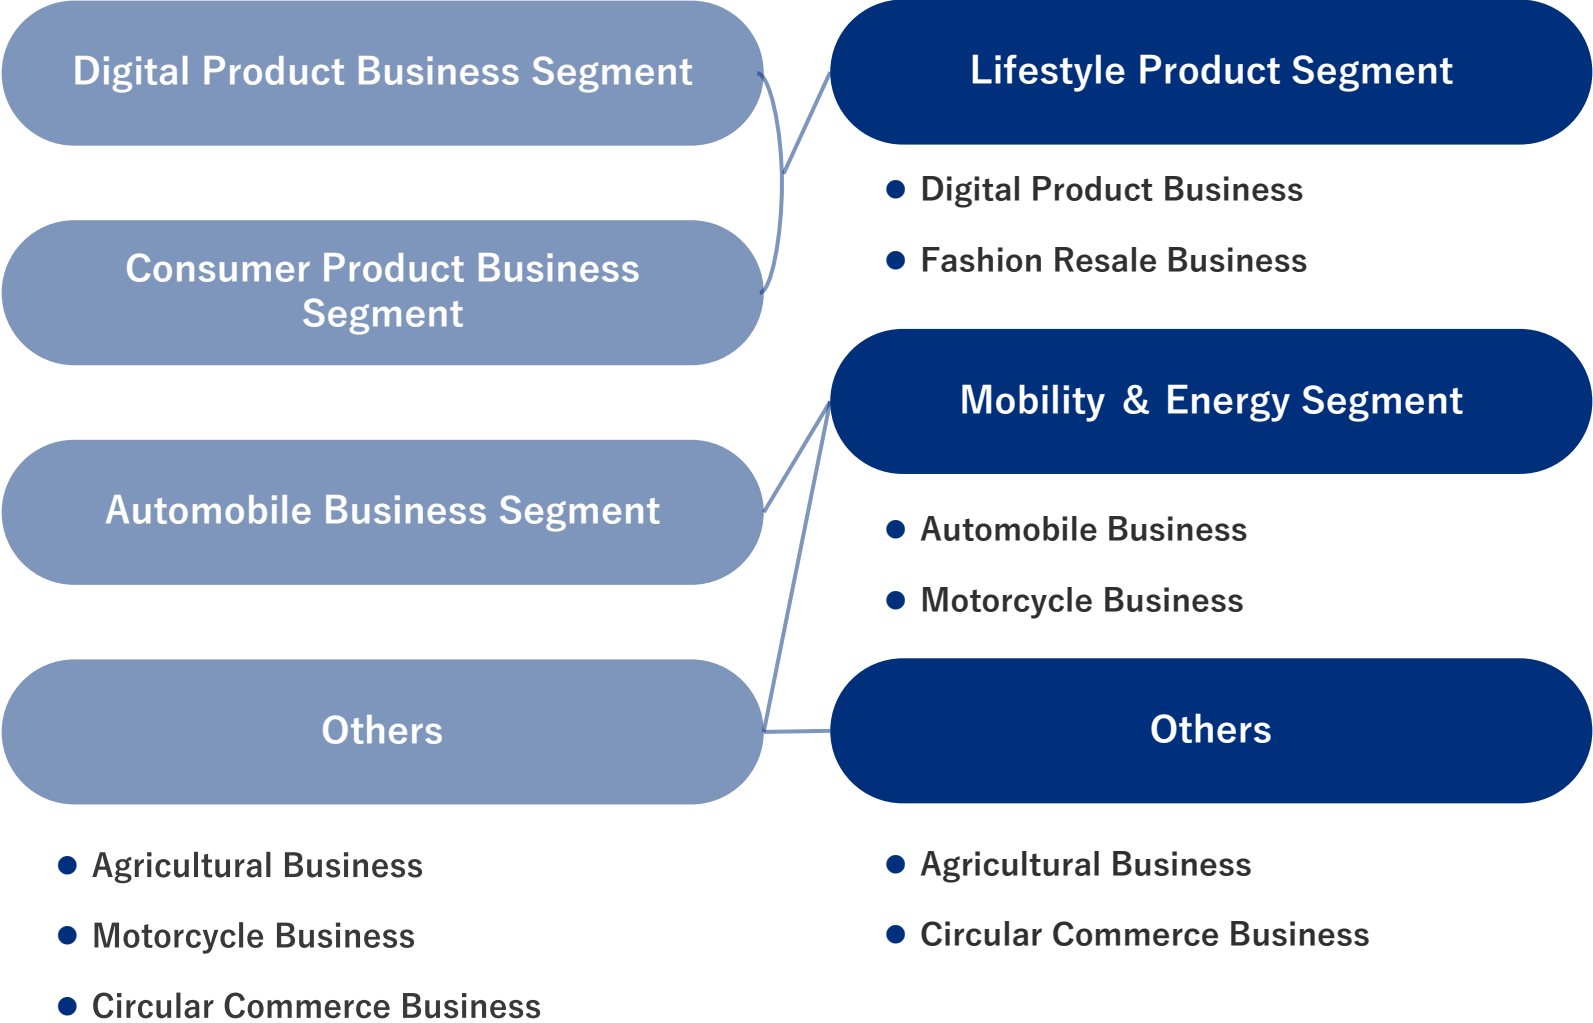 Digital Product Business Segment
Consumer Product Business
Segment
Automobile Business Segment
Others
● Agricultural Business
● Motorcycle Business
● Circular Commerce Business
Lifestyle Product Segment
● Digital Product Business
● Fashion Resale Business
Mobility & Energy Segment
● Automobile Business
● Motorcycle Business
Others
● Agricultural Business
● Circular Commerce Business